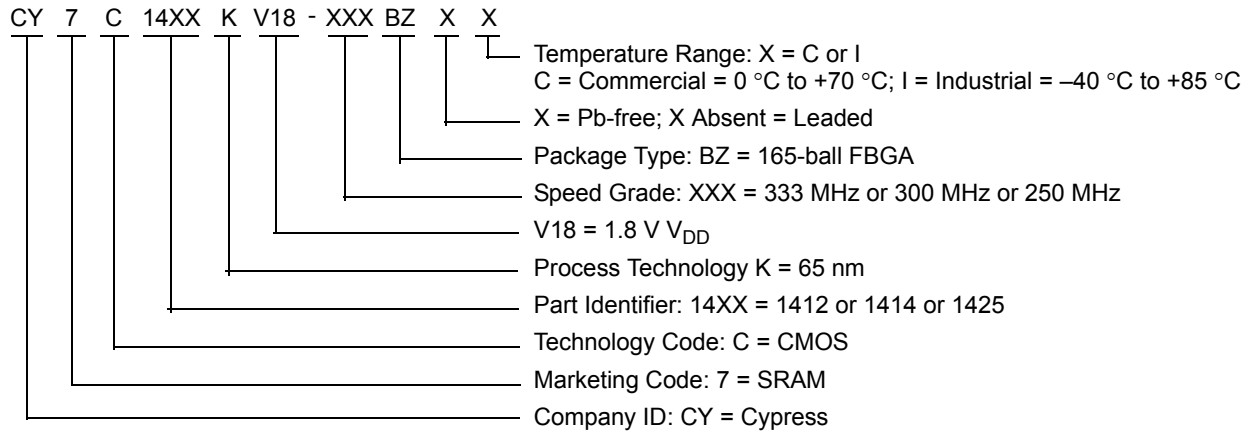 CY 7 C 14XX K V18 - XXX BZ X X
Temperature Range: X = C or I
C = Commercial = 0 °C to +70 °C; I = Industrial = –40 °C to +85 °C
X = Pb-free; X Absent = Leaded
Package Type: BZ = 165-ball FBGA
Speed Grade: XXX = 333 MHz or 300 MHz or 250 MHz
V18 = 1.8 V VDD
Process Technology K = 65 nm
Part Identifier: 14XX = 1412 or 1414 or 1425
Technology Code: C = CMOS
Marketing Code: 7 = SRAM
Company ID: CY = Cypress